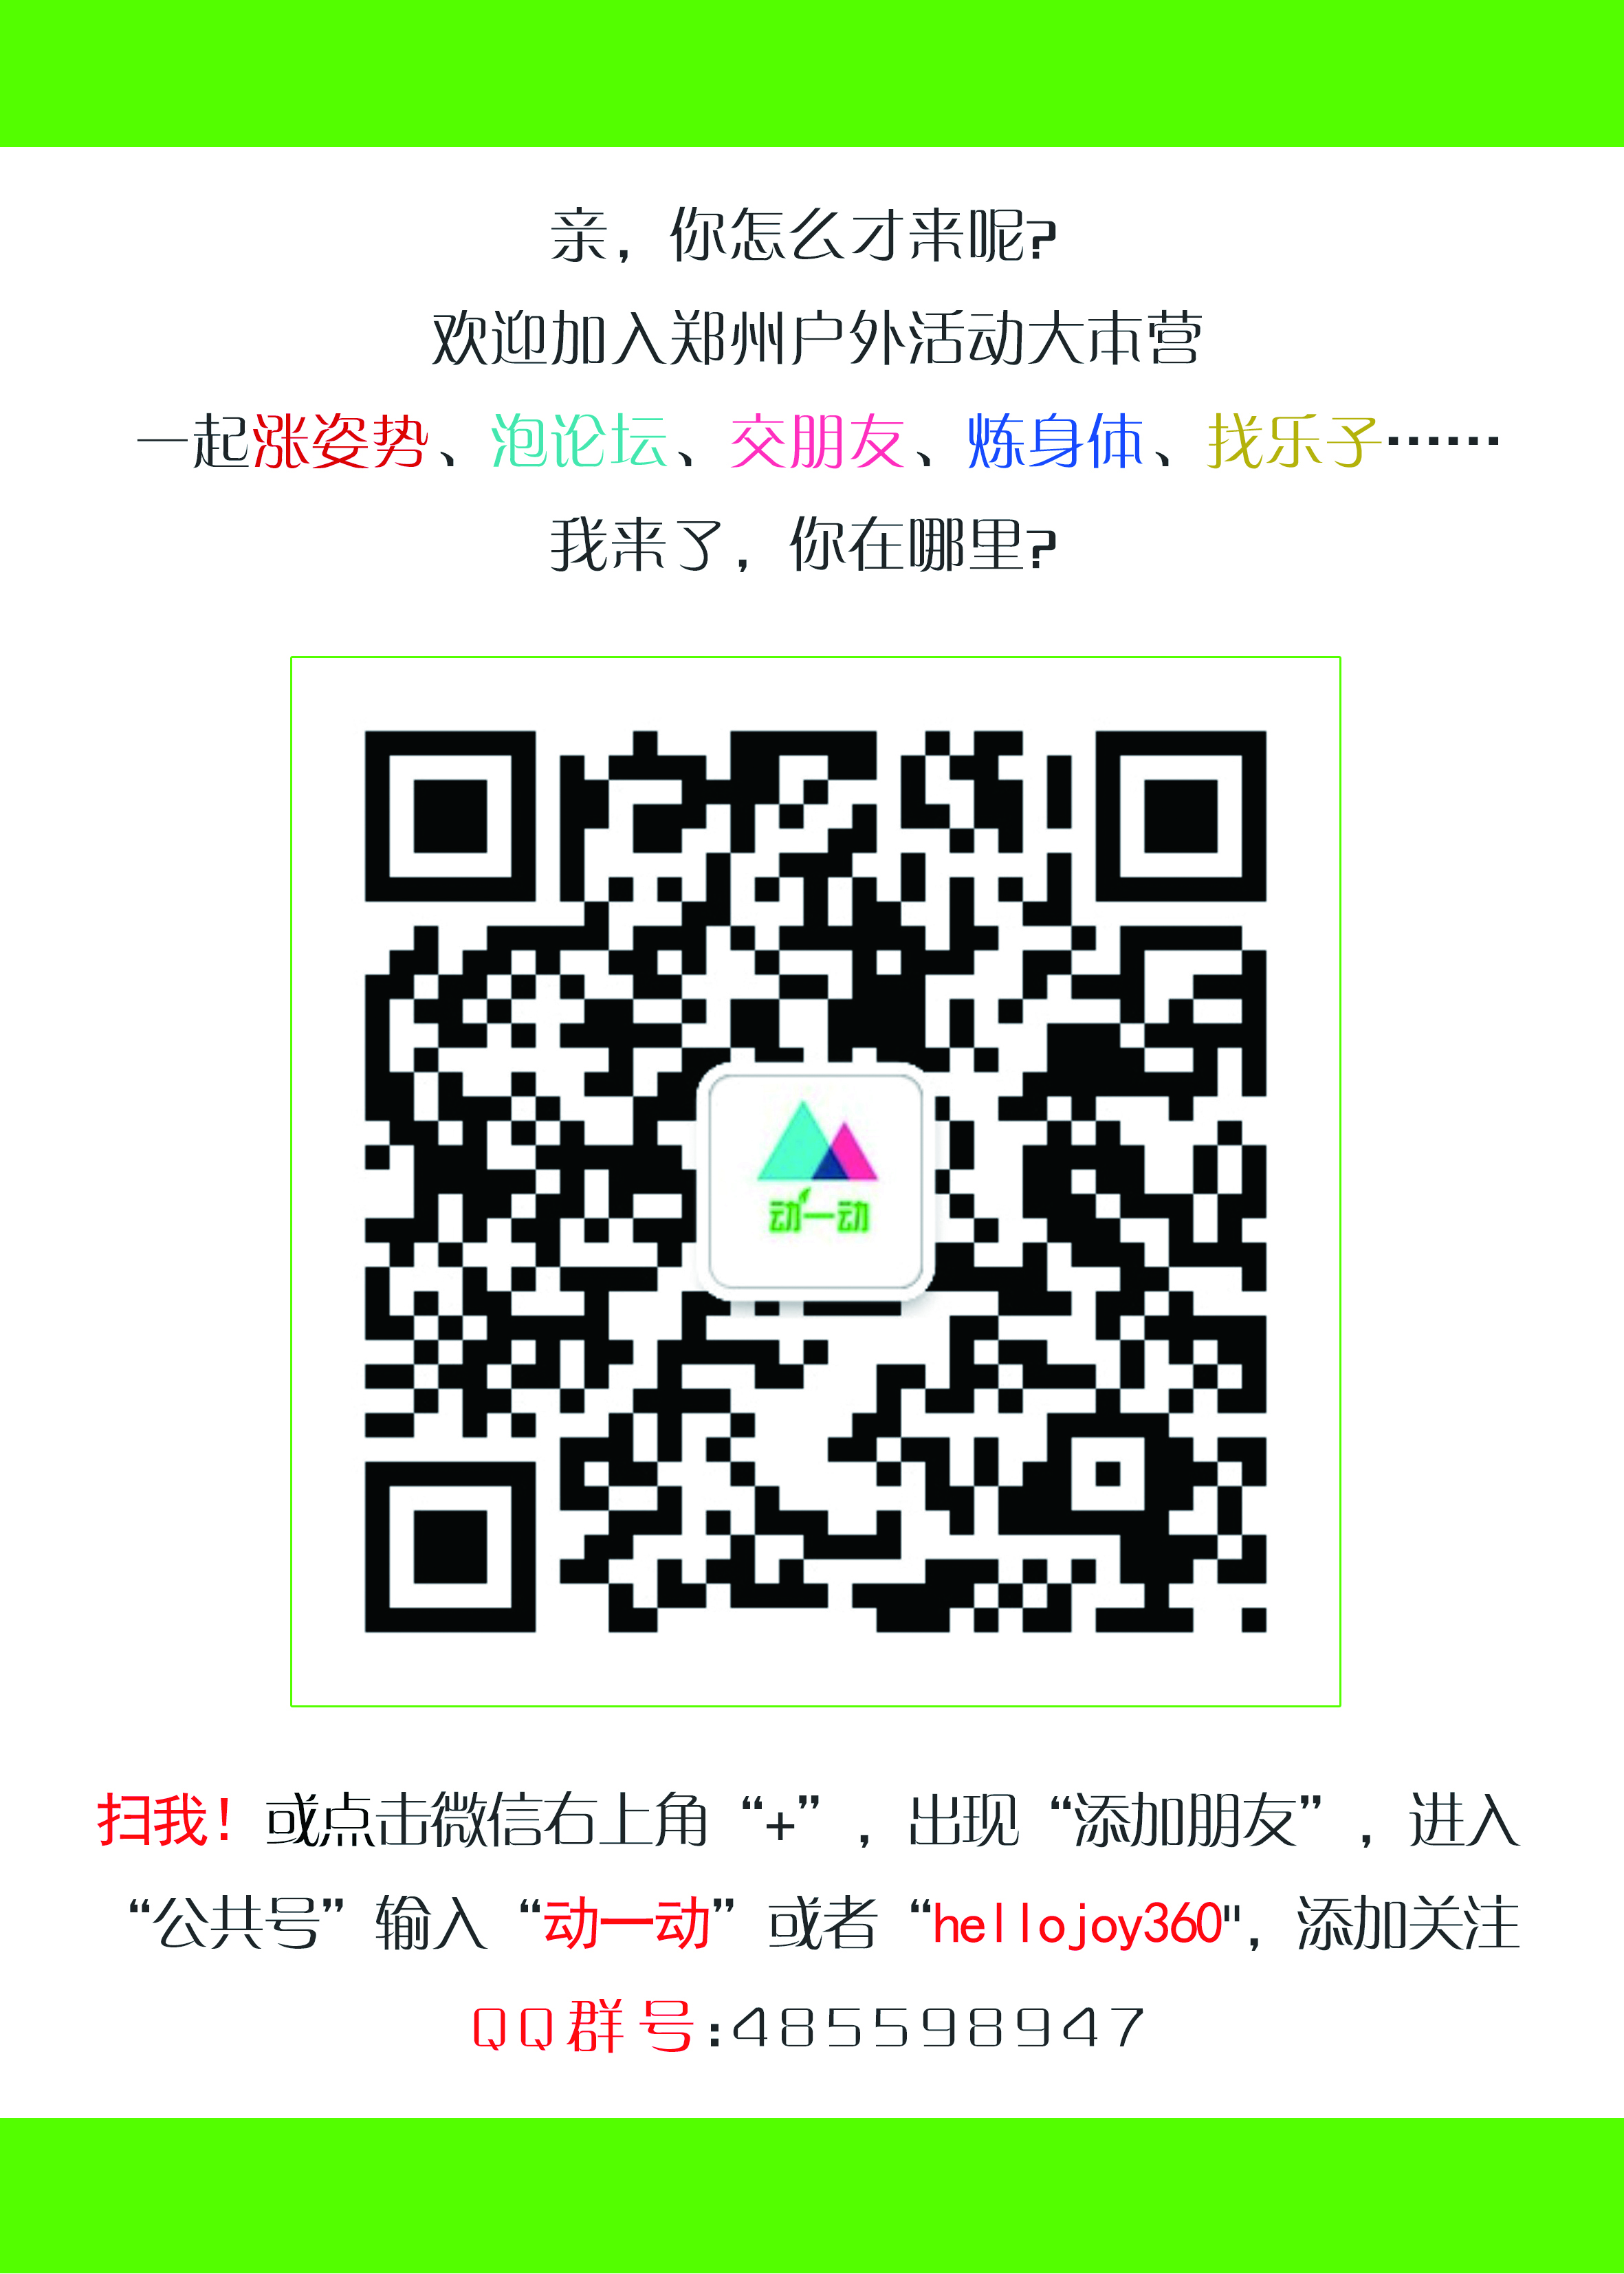 亲，你怎么才来呢?
欢迎加入郑州户外活动大本营
一起涨姿势、泡论坛、交朋友、炼身体、找乐子······
我来了，你在哪里?
动一动
扫我！或点击微信右上角“+”，出现“添加朋友”，进入
“公共号”输入“动一动”或者“hellojoy360"，添加关注
QQ群号:485598947